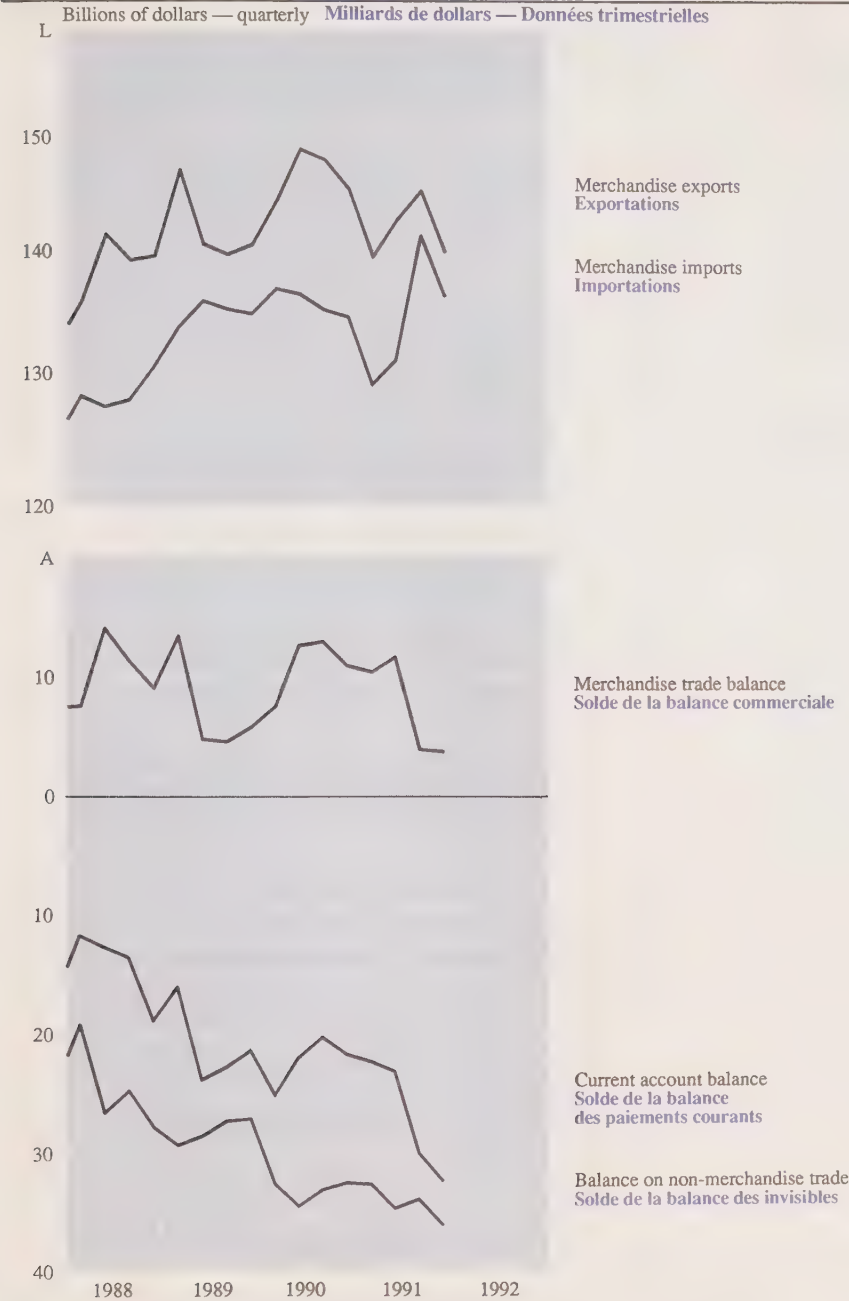 Billions of dollars — quarterly Milliards de dollars — Données trimestrielles
L
150
140
130
120
Merchandise exports
Exportations
Merchandise imports
Importations
A
10
0
10
20
30
40
Merchandise trade balance
Solde de la balance commerciale
Current account balance
Solde de la balance
des paiements courants
Balance on non-merchandise trade
Solde de la balance des invisibles
1988 1989 1990 1991 1992